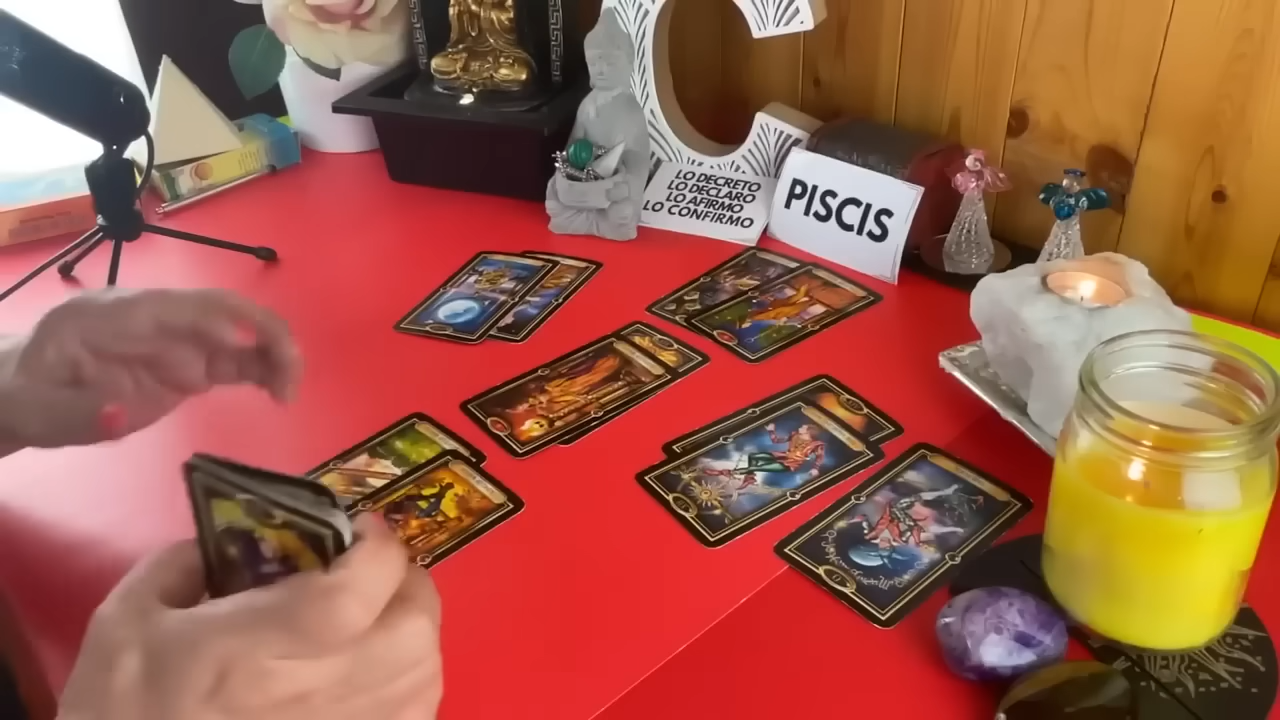 C
LO DECRETO
LO DECLARO
LO AFIRMO
LO CONFIRMO
PISCIS